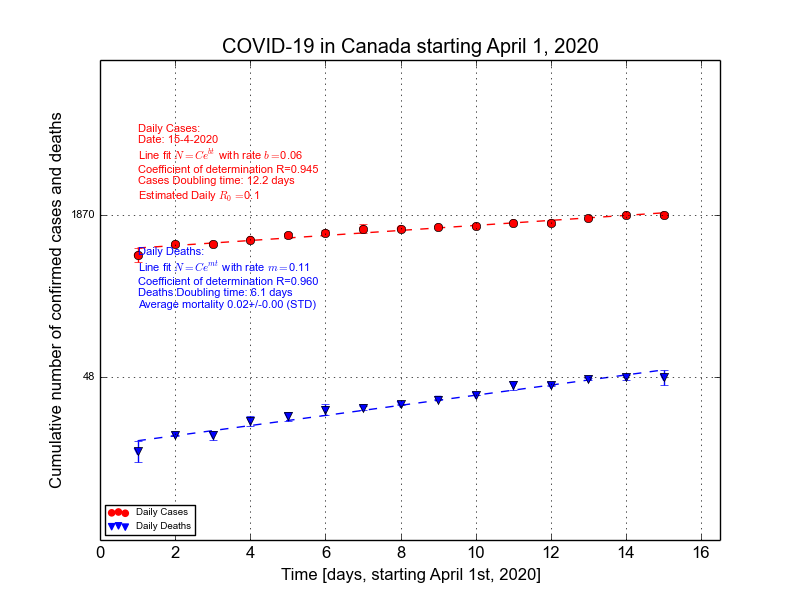 COVID-19 in Canada starting April 1, 2020
Cumulative number of confirmed cases and deaths
Daily Cases:
Date: 15-4-2020
Line fit N=Ce^{bt} with rate b=0.06
Coefficient of determination R=0.945
Cases Doubling time: 12.2 days
Estimated Daily R_0=0.1
1870
Daily Deaths:
Line fit N=Ce^{mt} with rate m=0.11
Coefficient of determination R=0.960
Deaths Doubling time: 6.1 days
Average mortality 0.02+/-0.00 (STD)
48
Daily Cases
Daily Deaths
0 2 4 6 8 10 12 14 16
Time [days, starting April 1st, 2020]